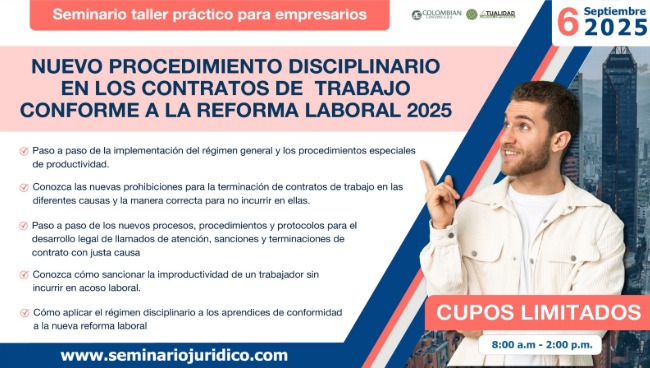 Seminario taller práctico para empresarios
COLOMBIAN
6
Septiembre
2025
NUEVO PROCEDIMIENTO DISCIPLINARIO
EN LOS CONTRATOS DE TRABAJO
CONFORME A LA REFORMA LABORAL 2025
Paso a paso de la implementación del régimen general y los procedimientos especiales
de productividad.
Conozca las nuevas prohibiciones para la terminación de contratos de trabajo en las
diferentes causas y la manera correcta para no incurrir en ellas.
Paso a paso de los nuevos procesos, procedimientos y protocolos para el
desarrollo legal de llamados de atención, sanciones y terminaciones de
contrato con justa causa
Conozca cómo sancionar la improductividad de un trabajador sin
incurrir en acoso laboral.
Cómo aplicar el régimen disciplinario a los aprendices de conformidad
a la nueva reforma laboral
CUPOS LIMITADOS
8:00 a.m - 2:00 p.m.
www.seminariojuridico.com